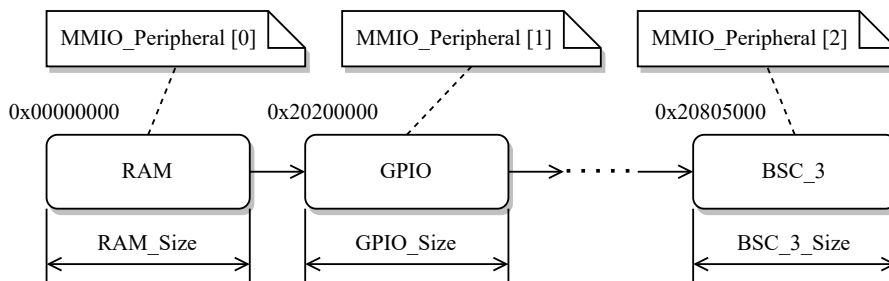 MMIO_Peripheral [0]
MMIO_Peripheral [1]
MMIO_Peripheral [2]
0x00000000
0x20200000
0x20805000
RAM
GPIO
BSC_3
RAM_Size
GPIO_Size
BSC_3_Size